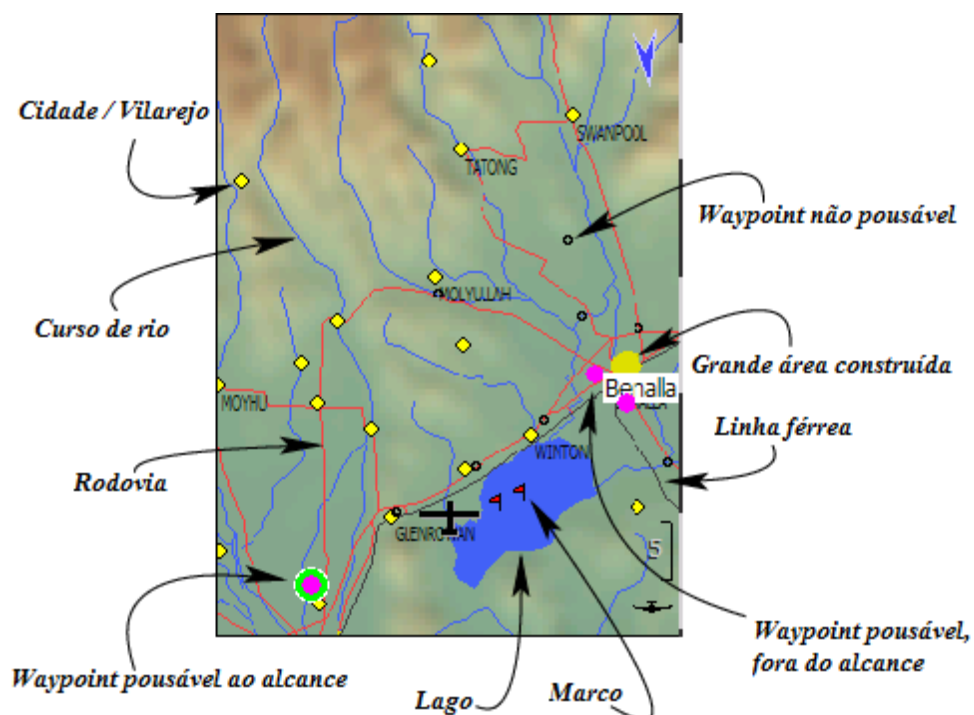 Cidade / Vilarejo
SWANPOOL
TATONG
Waypoint não pousável
MOLYULLAH
Curso de rio
Grande área construída
Benalla
MOYHU
Linha férrea
WINTON
Rodovia
GLENROWAN
5
Waypoint pousável,
fora do alcance
Waypoint pousável ao alcance
Lago
Marco